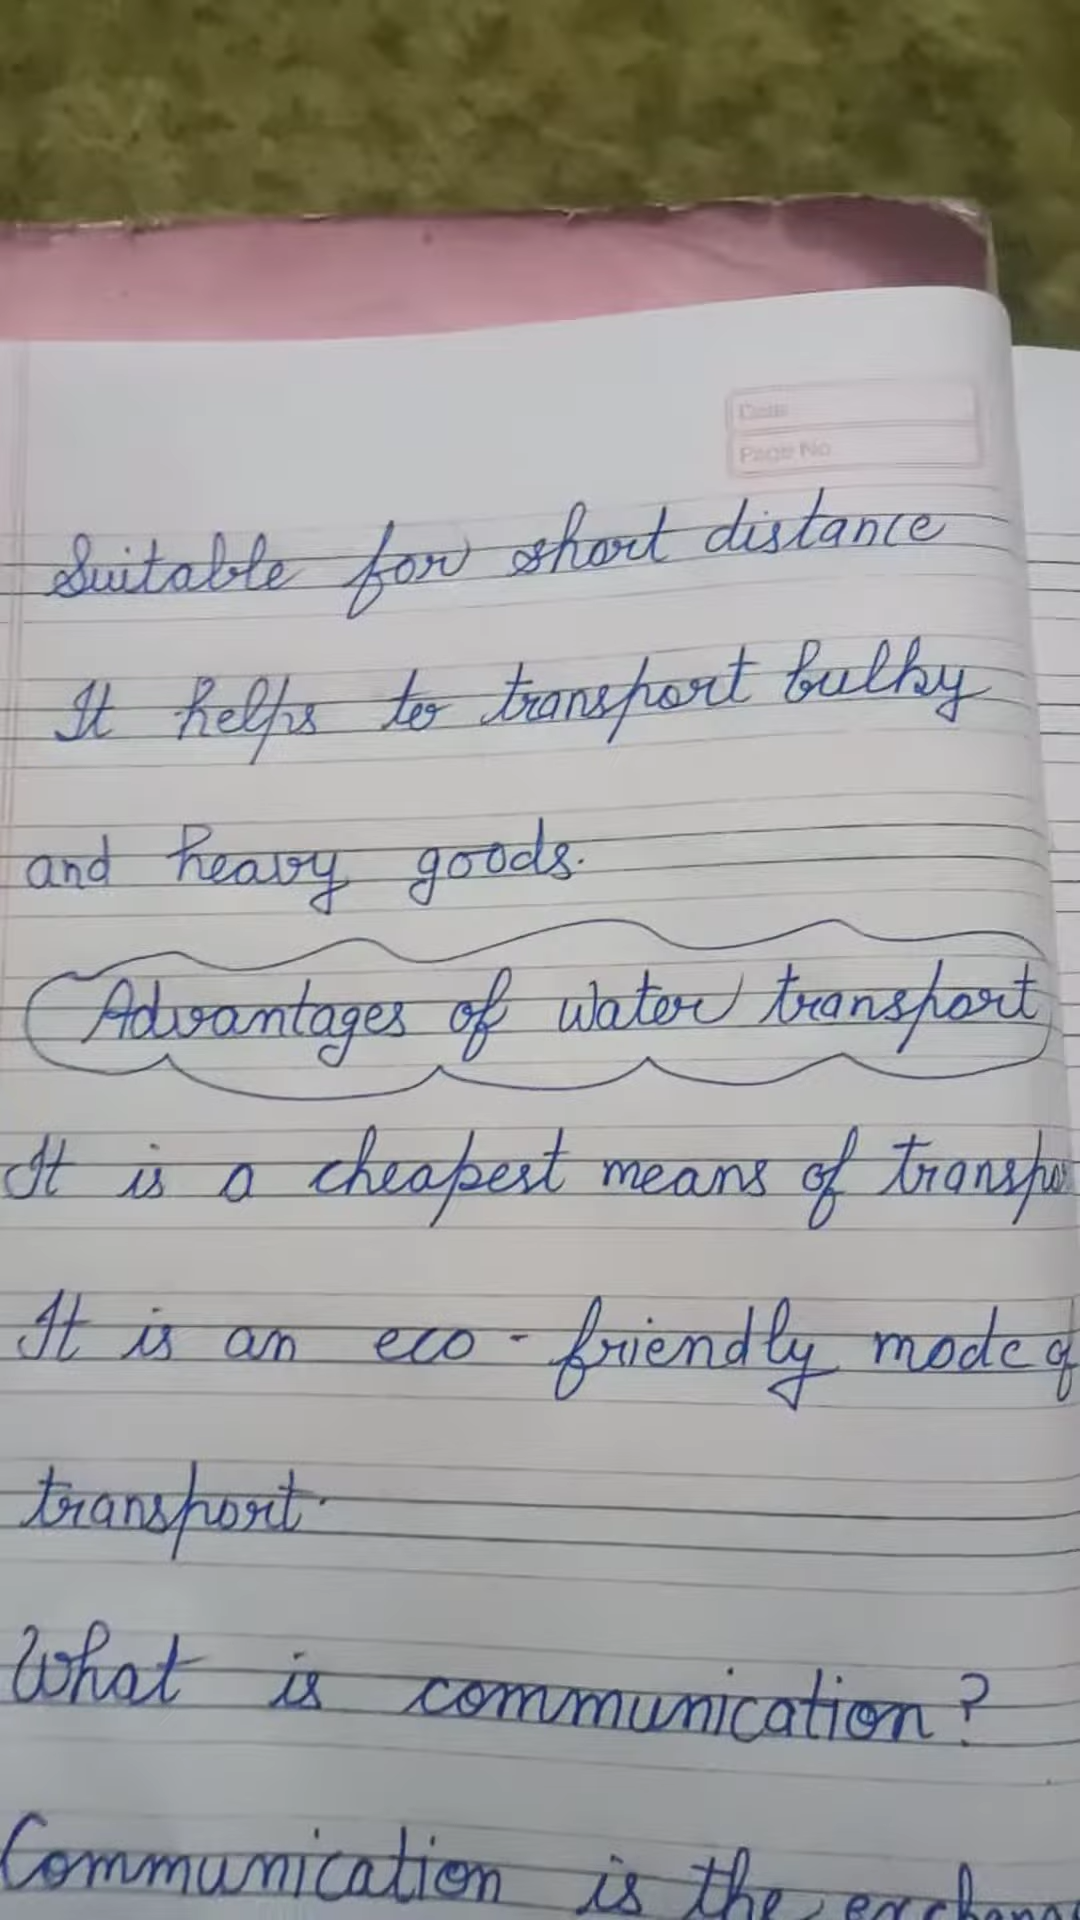 Date
Page No
Suitable for short distance
It helps to transport bulky
and heavy goods.
Advantages of water transport
It is a cheapest means of transpo
It is an eco - friendly mode of
transport.
What is communication?
Communication is the exchang